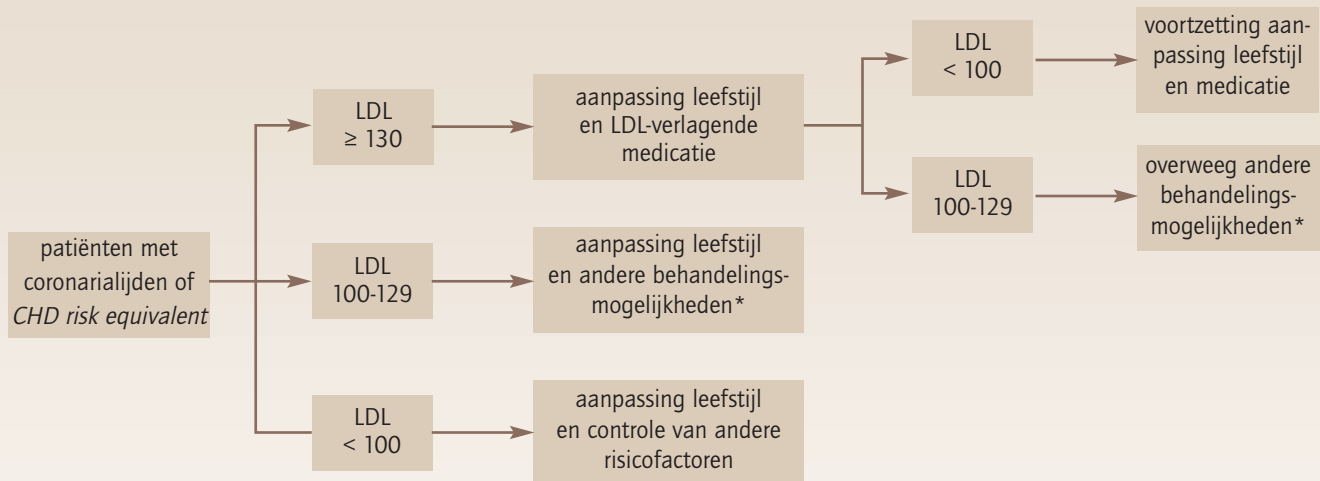 patiënten met
coronarialijden of
CHD risk equivalent
LDL
≥ 130
aanpassing leefstijl
en LDL-verlagende
medicatie
LDL
< 100
voortzetting aan-
passing leefstijl
en medicatie
LDL
100-129
overweeg andere
behandelings-
mogelijkheden*
LDL
100-129
aanpassing leefstijl
en andere behandelings-
mogelijkheden*
LDL
< 100
aanpassing leefstijl
en controle van andere
risicofactoren